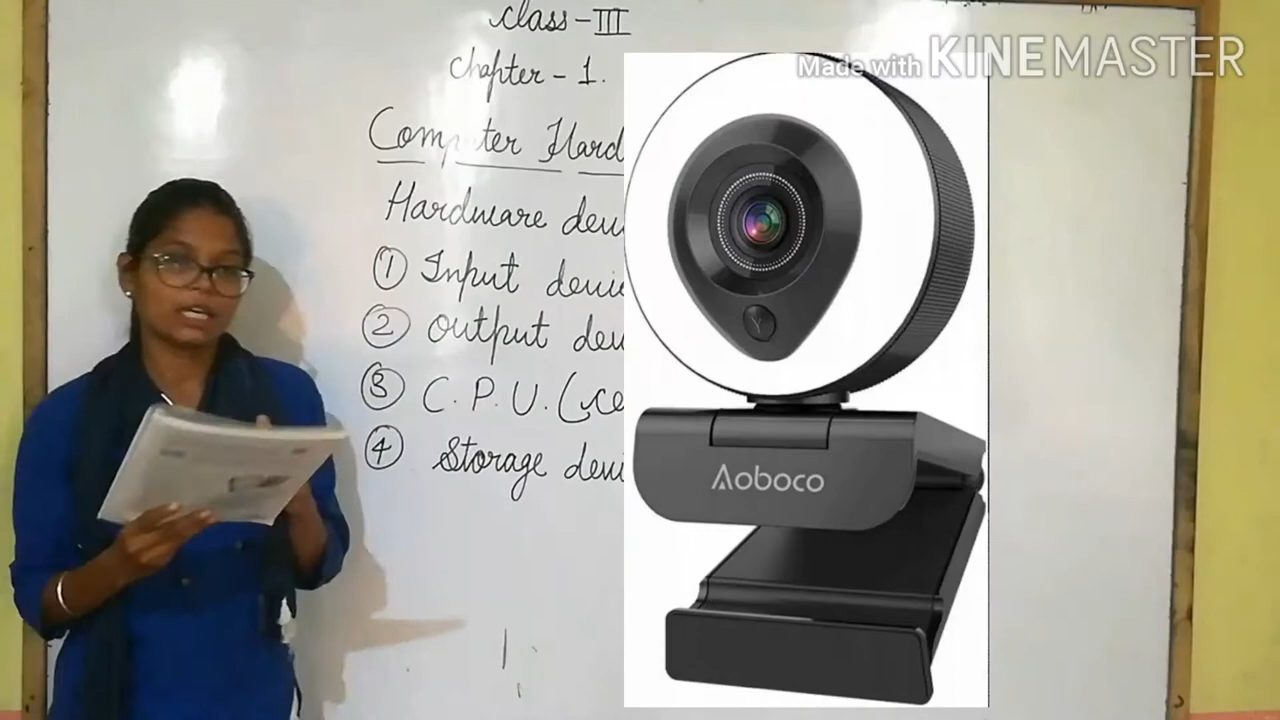 class - III
Made with KINEMASTER
chapter - 1.
Computer Hard
Hardware devi
① Input devic
② output devi
③ C.P.U. (ce
④ Storage devi
Aoboco